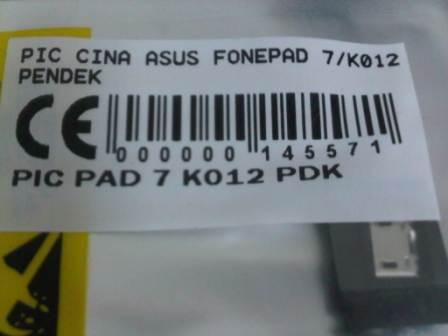 PIC CINA ASUS FONEPAD 7/K012
PENDEK
CE
000000 145571
PIC PAD 7 K012 PDK